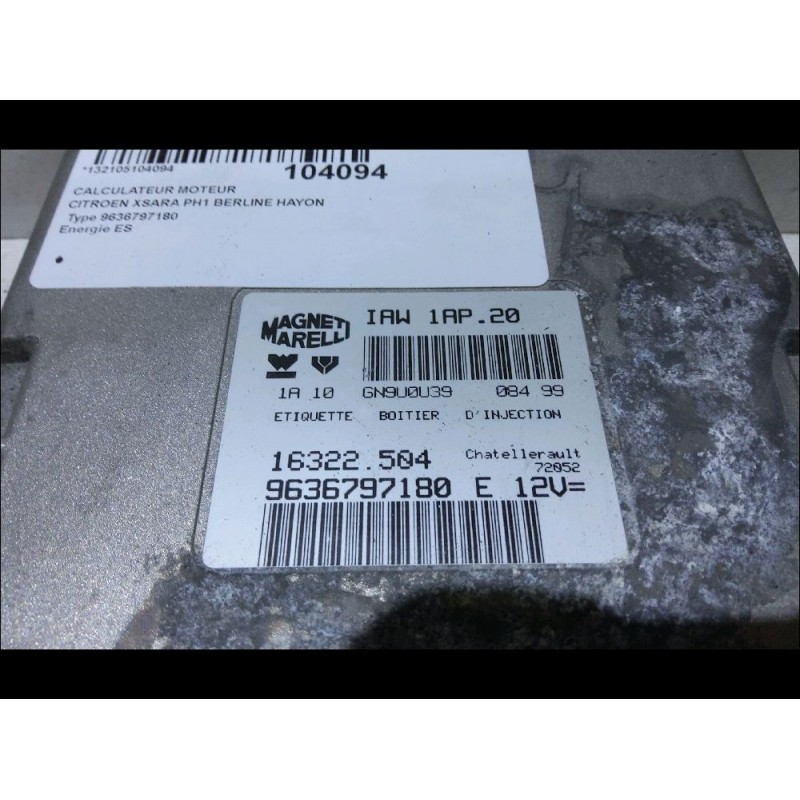 *132105104094
104094
CALCULATEUR MOTEUR
CITROEN XSARA PH1 BERLINE HAYON
Type 9636797180
Energie ES
MAGNETI
MARELLI
IAW 1AP.20
1A 10 GN9U0U39 084 99
ETIQUETTE BOITIER D'INJECTION
16322.504
Chatellerault
72052
9636797180 E 12V=